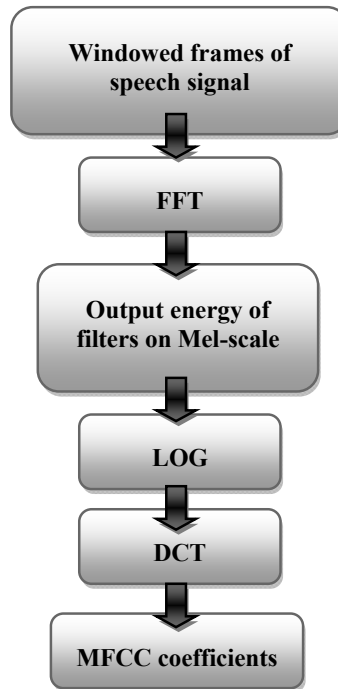 Windowed frames of
speech signal
FFT
Output energy of
filters on Mel-scale
LOG
DCT
MFCC coefficients